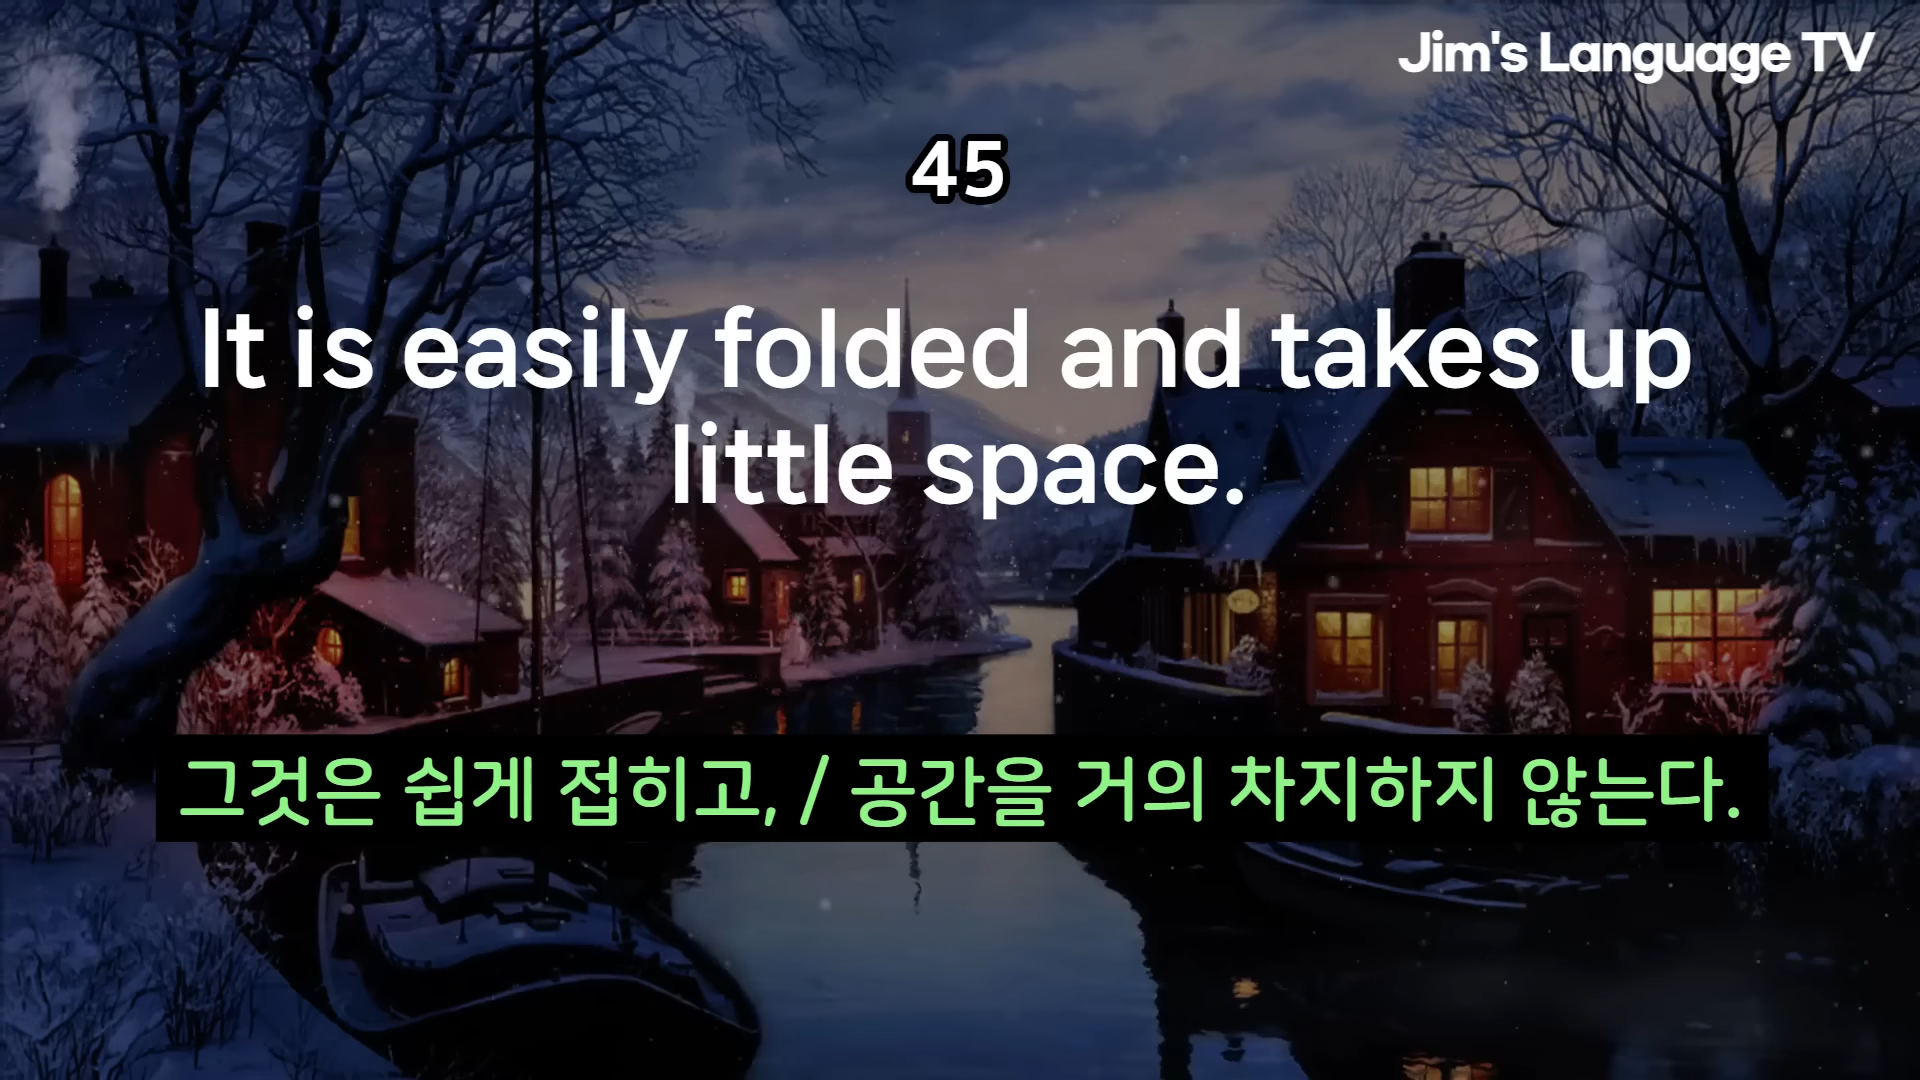 Jim's Language TV
45
It is easily folded and takes up
little space.
그것은 쉽게 접히고, / 공간을 거의 차지하지 않는다.